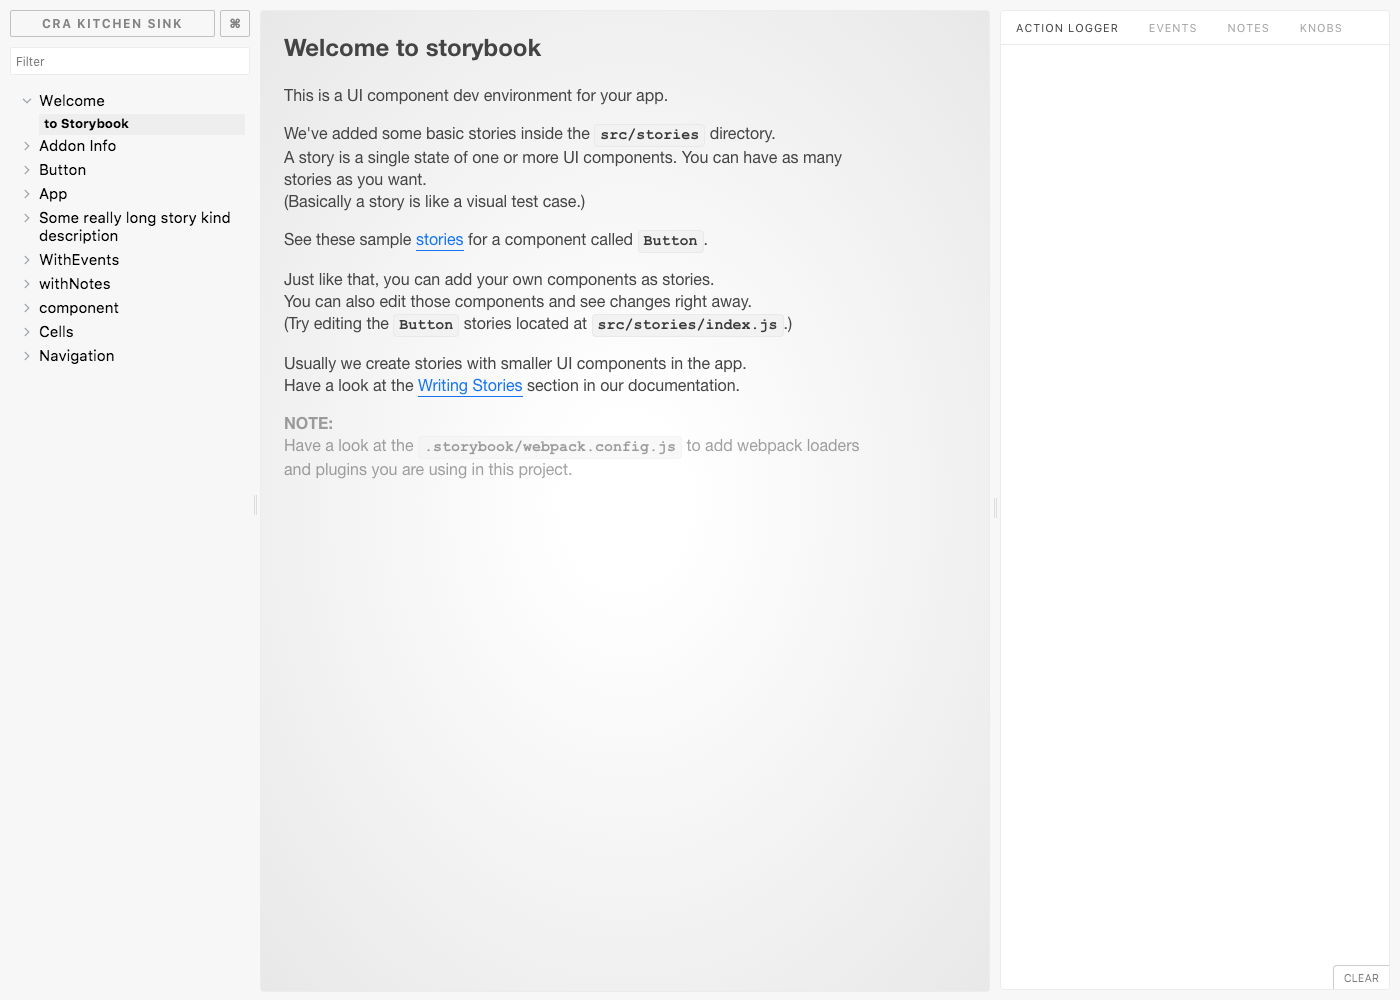 CRA KITCHEN SINK
⌘
Filter
Welcome
to Storybook
Addon Info
Button
App
Some really long story kind
description
WithEvents
withNotes
component
Cells
Navigation
Welcome to storybook
This is a UI component dev environment for your app.
We've added some basic stories inside the src/stories directory.
A story is a single state of one or more UI components. You can have as many
stories as you want.
(Basically a story is like a visual test case.)
See these sample stories for a component called Button.
Just like that, you can add your own components as stories.
You can also edit those components and see changes right away.
(Try editing the Button stories located at src/stories/index.js.)
Usually we create stories with smaller UI components in the app.
Have a look at the Writing Stories section in our documentation.
NOTE:
Have a look at the .storybook/webpack.config.js to add webpack loaders
and plugins you are using in this project.
ACTION LOGGER EVENTS NOTES KNOBS
CLEAR